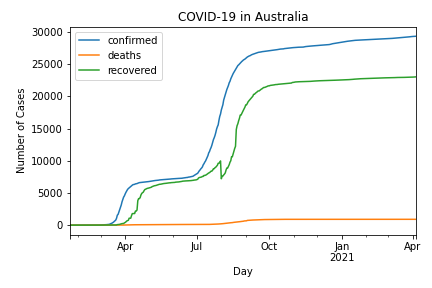 COVID-19 in Australia
confirmed
deaths
recovered
Number of Cases
30000
25000
20000
15000
10000
5000
0
Apr
Jul
Oct
Jan
2021
Apr
Day